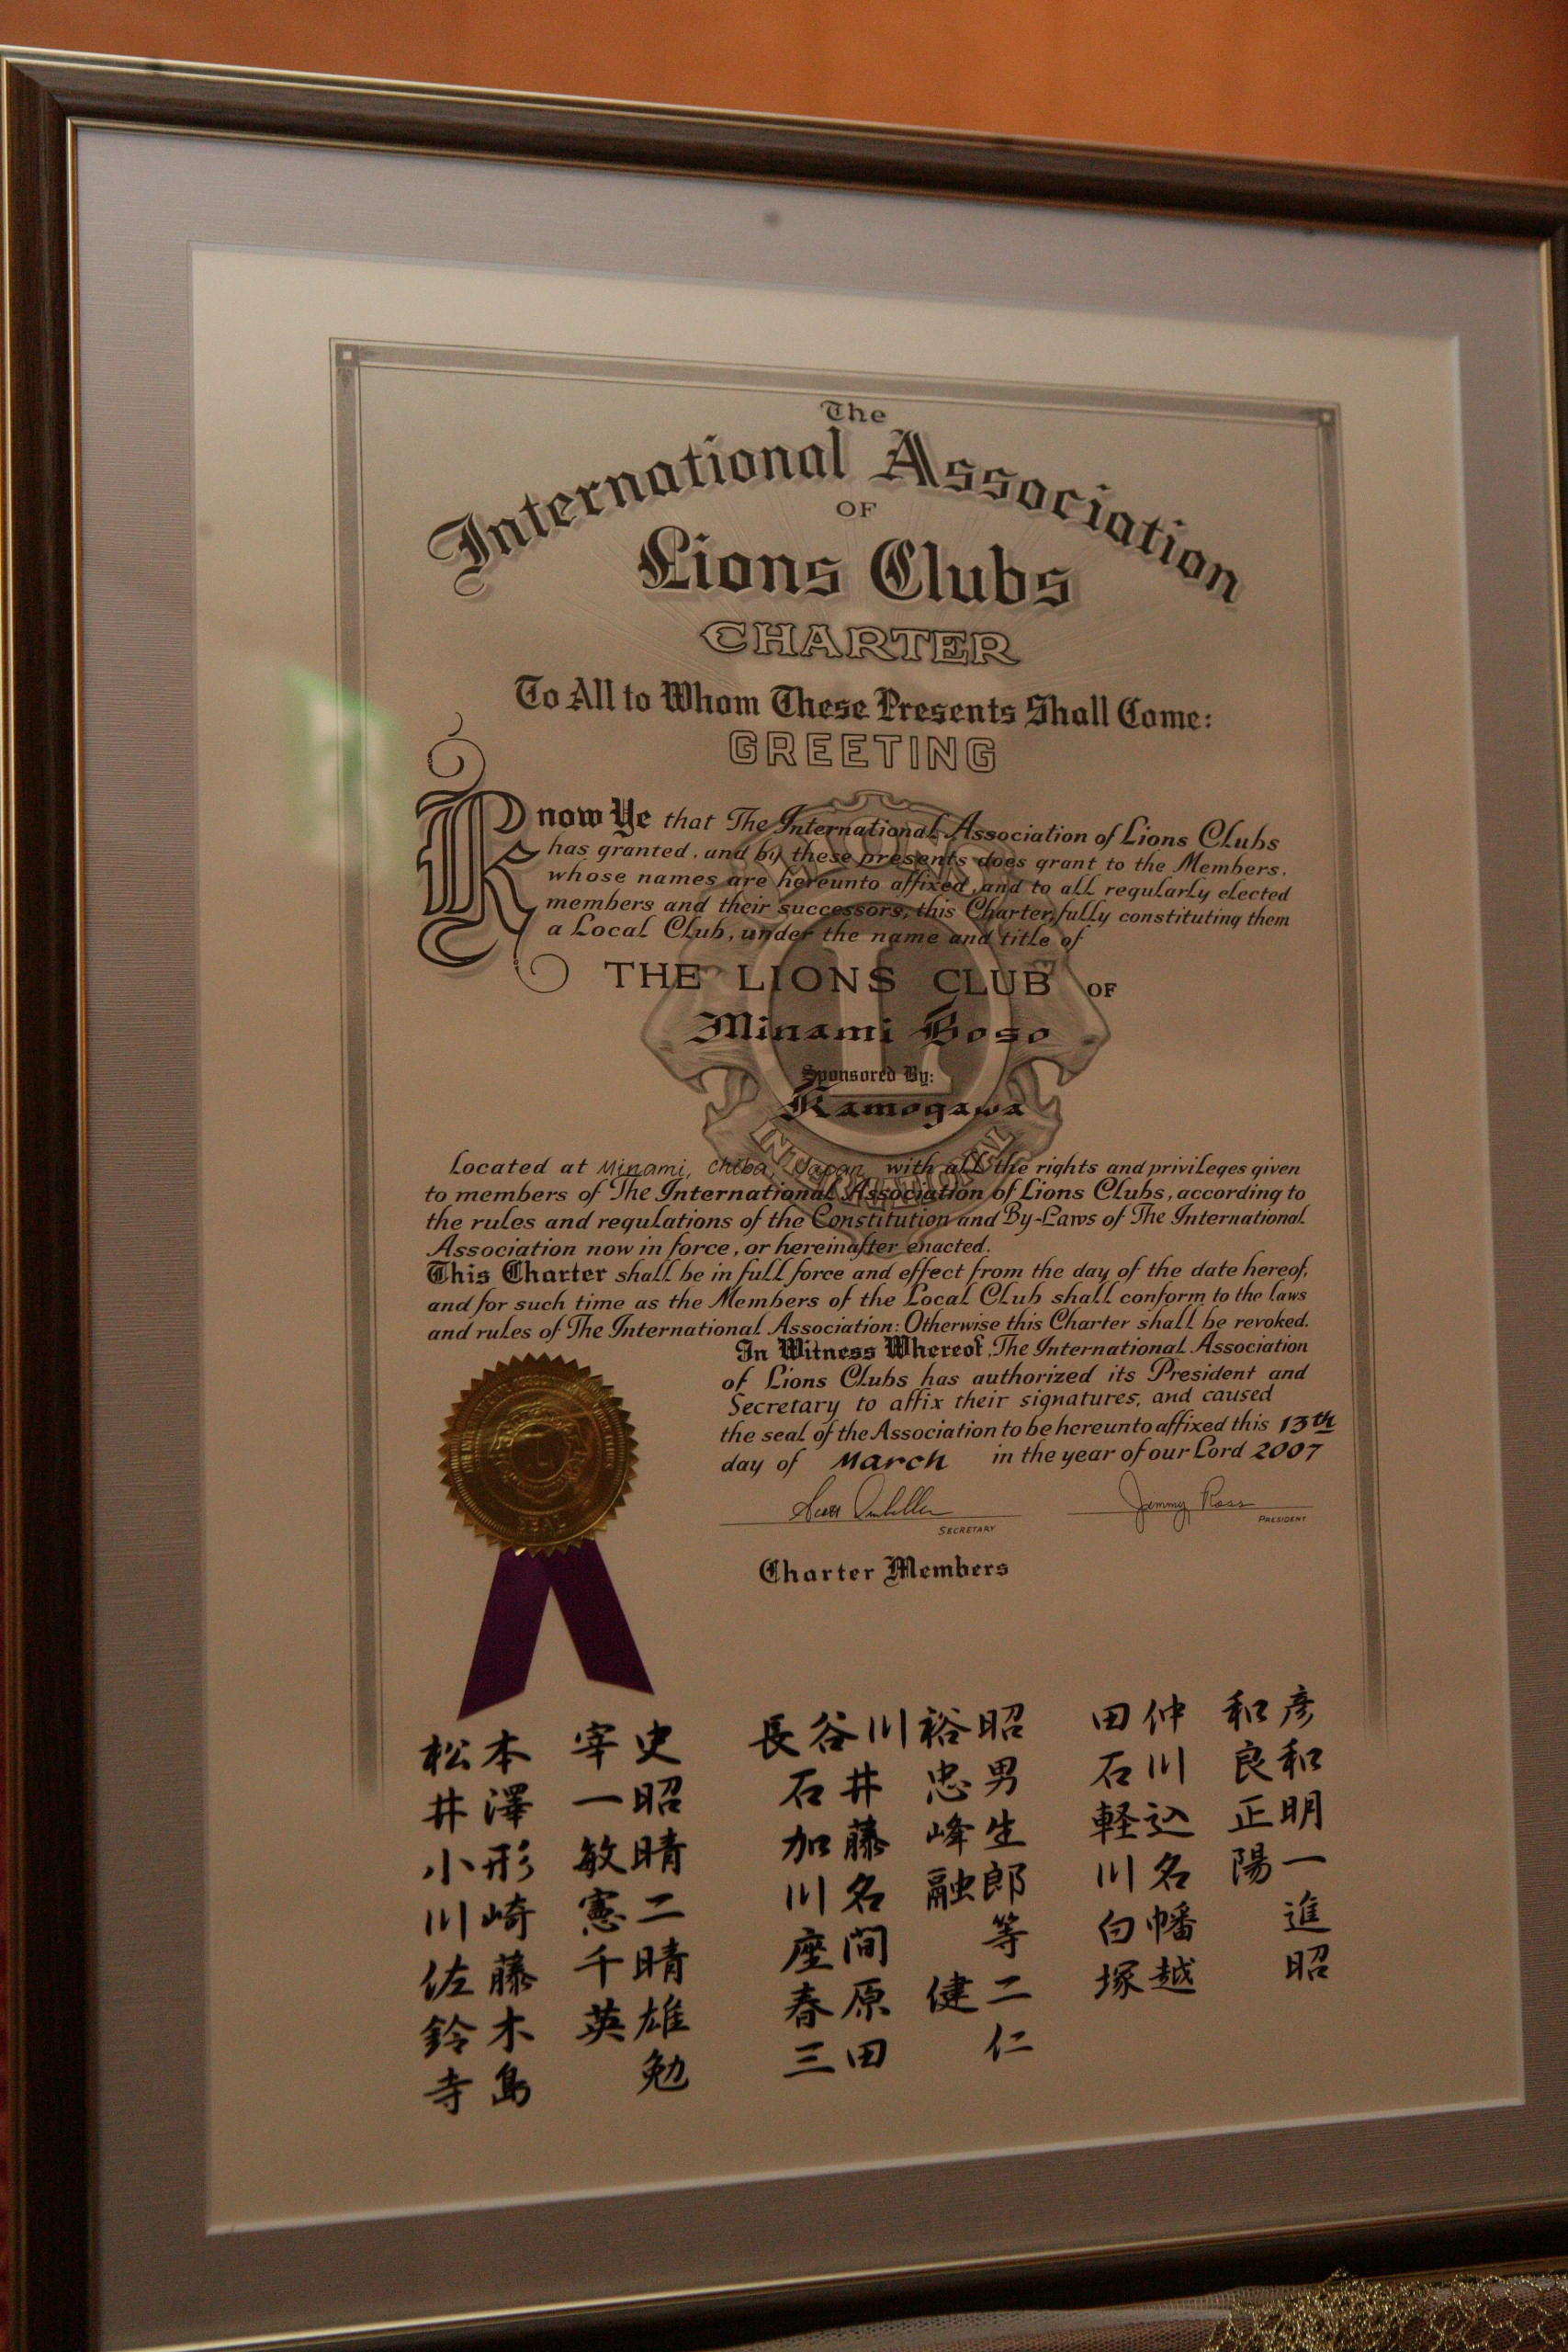 The
International Association
OF
Lions Clubs
CHARTER
To All to Whom These Presents Shall Come:
GREETING
Know Ye that The International Association of Lions Clubs
has granted, and by these presents does grant to the Members,
whose names are hereunto affixed, and to all regularly elected
members and their successors, this Charter, fully constituting them
a Local Club, under the name and title of
THE LIONS CLUB OF
Minami Boso
Sponsored By:
Kamogawa
Located at Minami, Chiba, Japan with all the rights and privileges given
to members of The International Association of Lions Clubs, according to
the rules and regulations of the Constitution and By-Laws of The International
Association now in force, or hereinafter enacted.
This Charter shall be in full force and effect from the day of the date hereof,
and for such time as the Members of the Local Club shall conform to the laws
and rules of The International Association: Otherwise this Charter shall be revoked.
In Witness Whereof, The International Association
of Lions Clubs has authorized its President and
Secretary to affix their signatures, and caused
the seal of the Association to be hereunto affixed this 13th
day of March in the year of our Lord 2007
Jimmy Ross
SECRETARY
PRESIDENT
SEAL
LIONS
INTERNATIONAL
Charter Members
松本 宰史
井澤 一昭
小形 敏晴
川崎 憲二
佐藤 千晴
鈴木 英雄
寺島 勉
長谷川裕昭
石井 忠男
加藤 峰生
川名 融郎
座間 等
春原 健二
三田 仁
田仲 和彦
石川 良和
軽込 正明
川名 陽一
白幡 進
塚越 昭